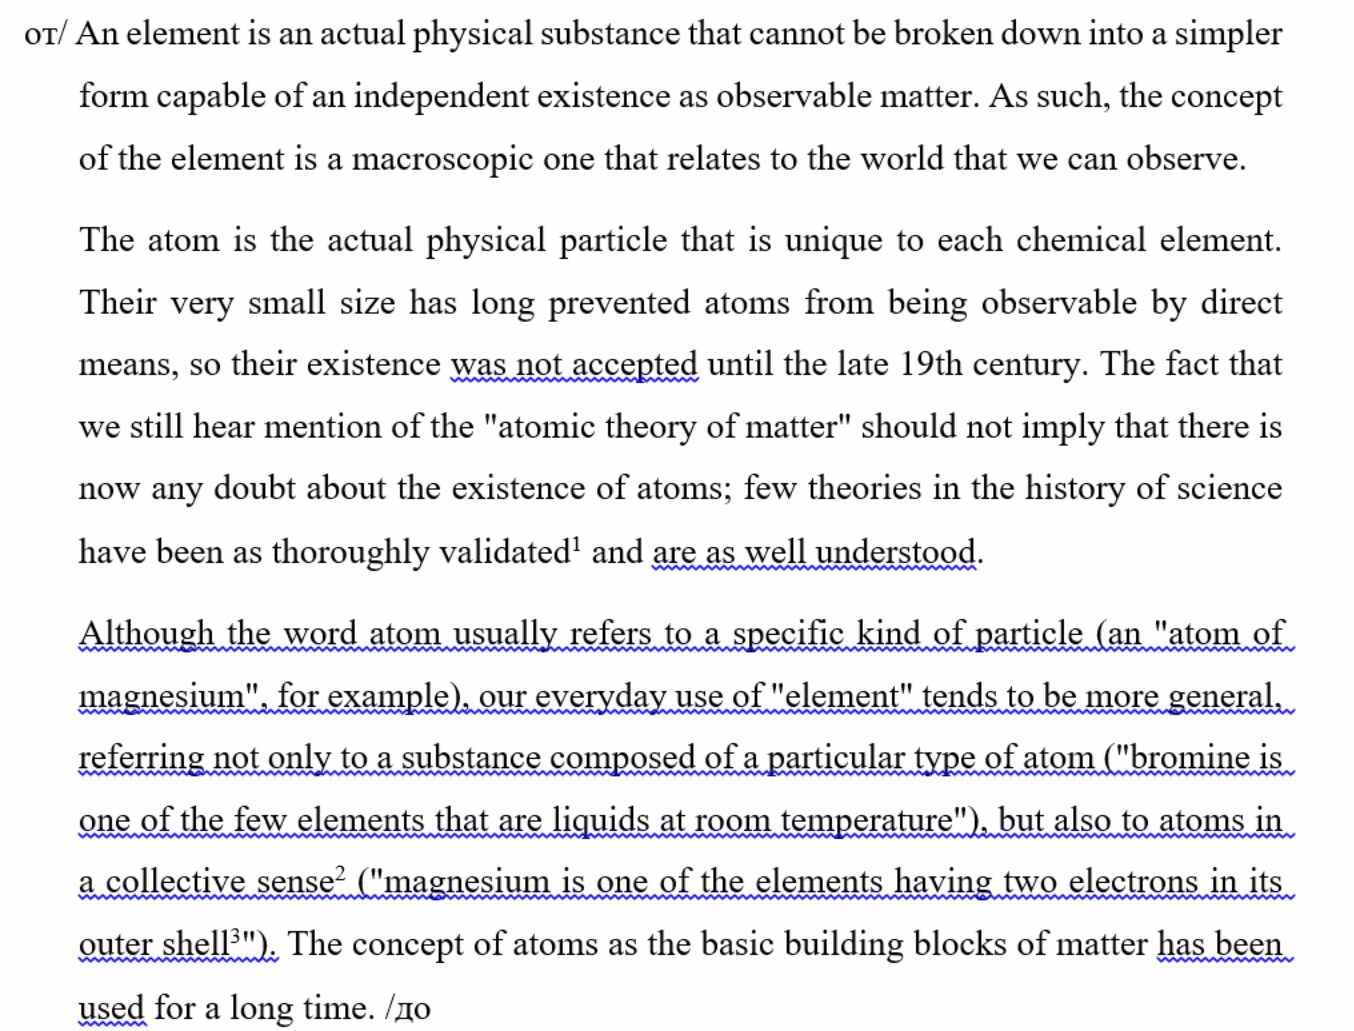 от/ An element is an actual physical substance that cannot be broken down into a simpler
form capable of an independent existence as observable matter. As such, the concept
of the element is a macroscopic one that relates to the world that we can observe.
The atom is the actual physical particle that is unique to each chemical element.
Their very small size has long prevented atoms from being observable by direct
means, so their existence was not accepted until the late 19th century. The fact that
we still hear mention of the "atomic theory of matter" should not imply that there is
now any doubt about the existence of atoms; few theories in the history of science
have been as thoroughly validated¹ and are as well understood.
Although the word atom usually refers to a specific kind of particle (an "atom of
magnesium", for example), our everyday use of "element" tends to be more general,
referring not only to a substance composed of a particular type of atom ("bromine is
one of the few elements that are liquids at room temperature"), but also to atoms in
a collective sense² ("magnesium is one of the elements having two electrons in its
outer shell³"). The concept of atoms as the basic building blocks of matter has been
used for a long time. /до